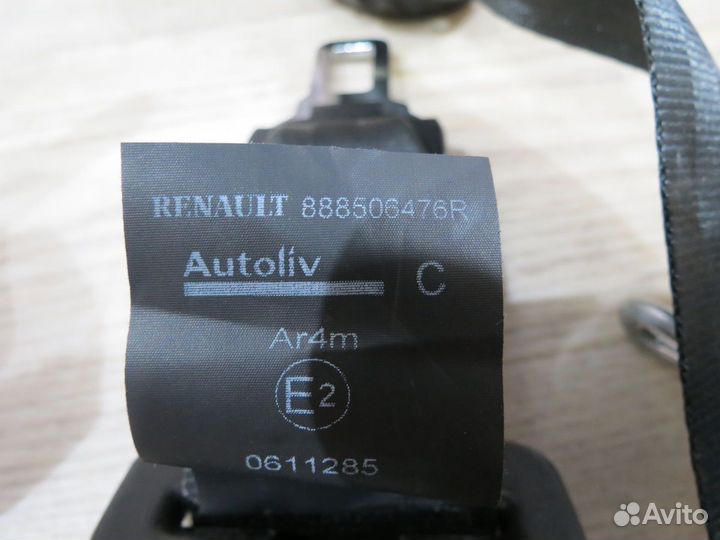 RENAULT 888506476R
Autoliv C
Ar4m
E2
0611285
Avito